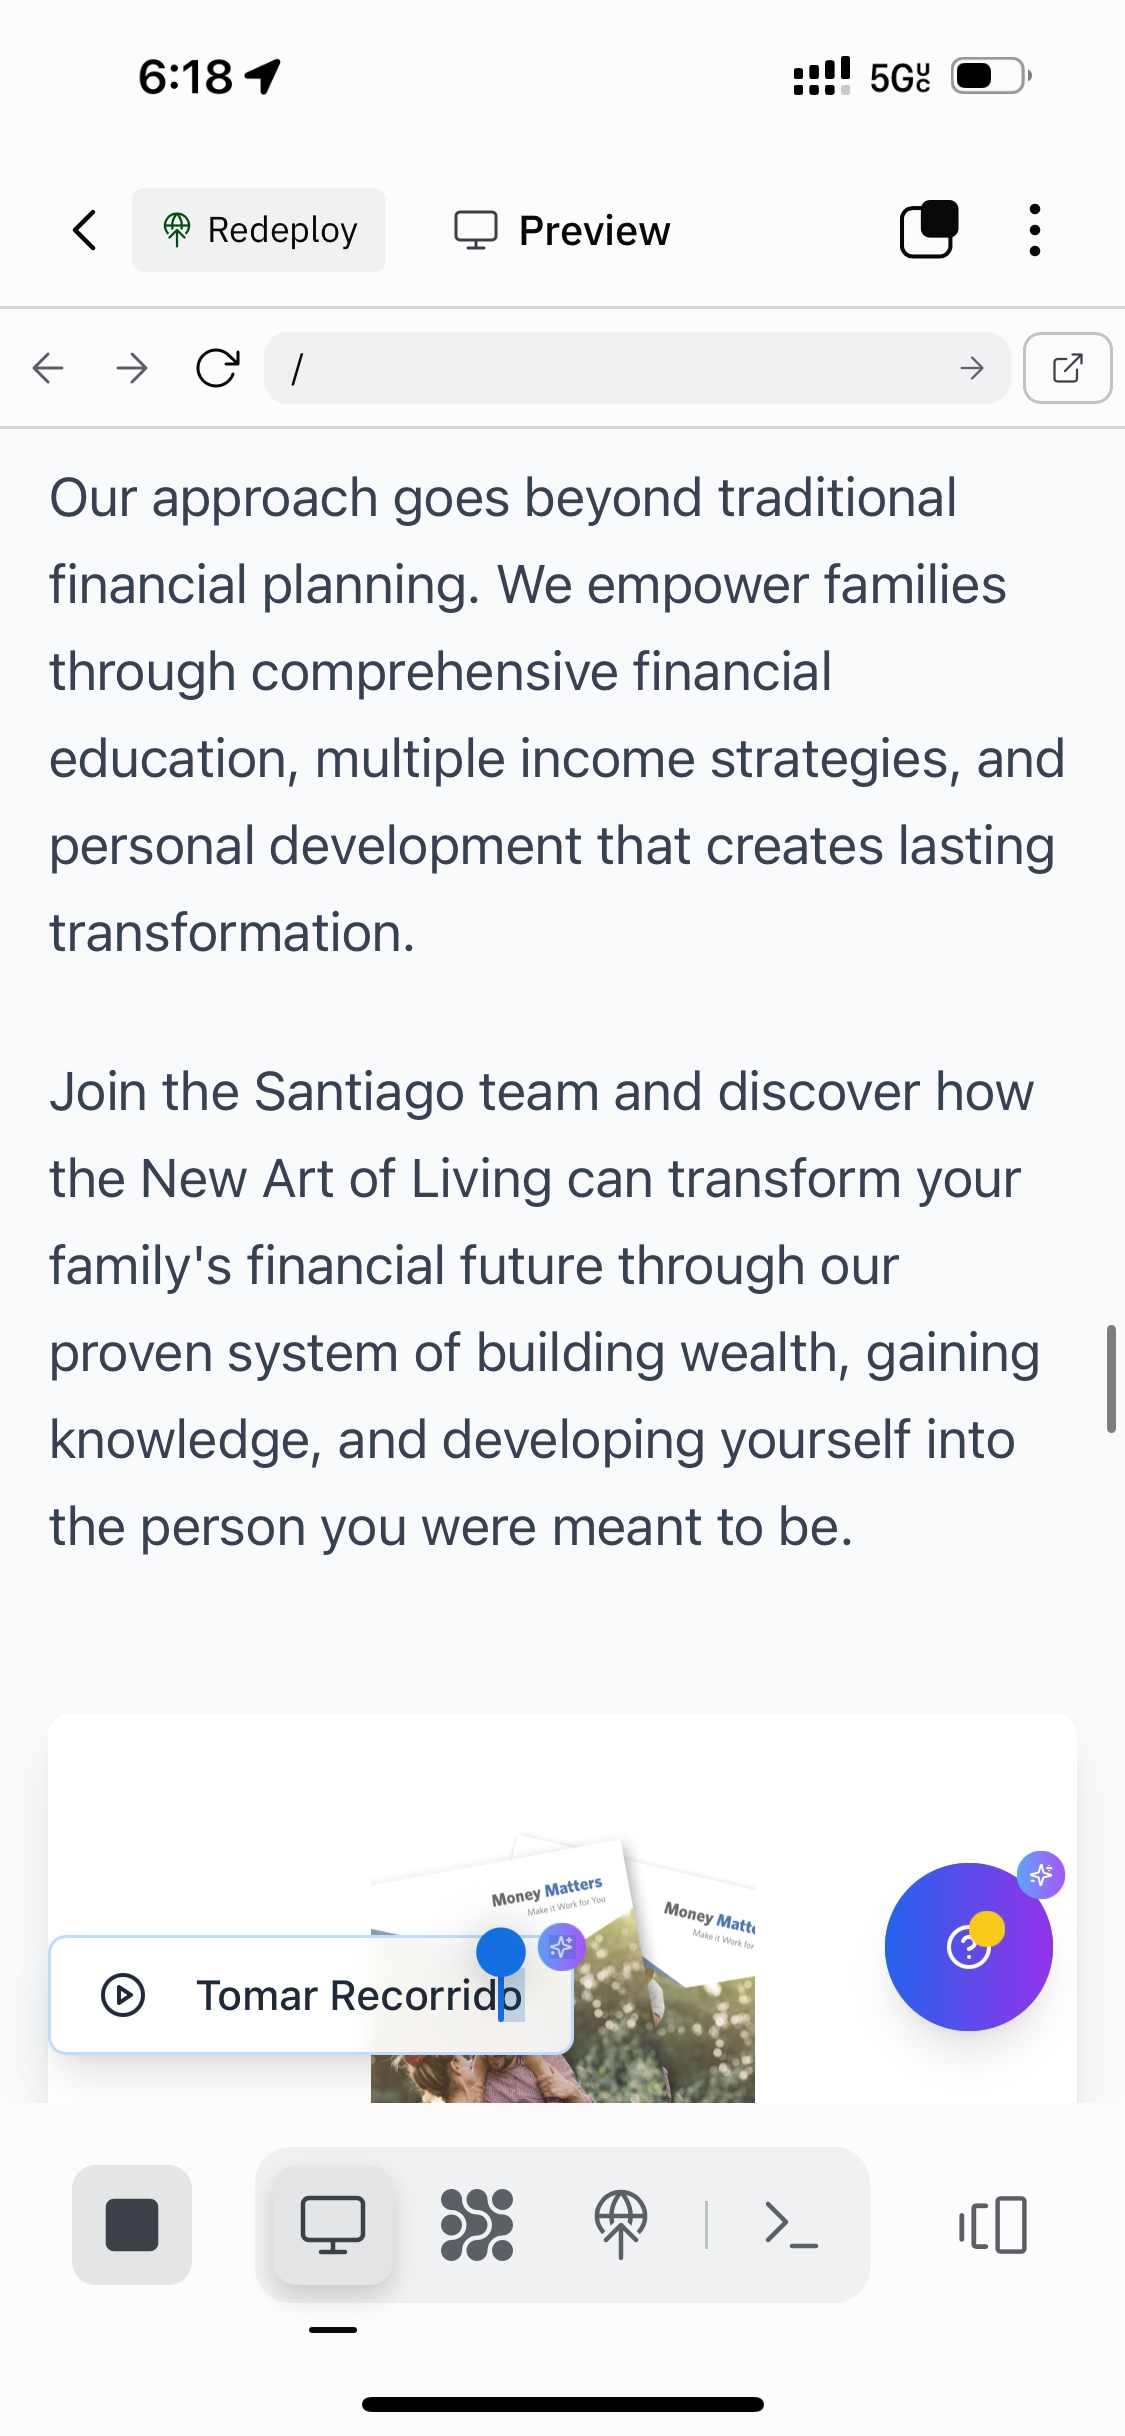 6:18 5GUC
Redeploy Preview
/
Our approach goes beyond traditional
financial planning. We empower families
through comprehensive financial
education, multiple income strategies, and
personal development that creates lasting
transformation.
Join the Santiago team and discover how
the New Art of Living can transform your
family's financial future through our
proven system of building wealth, gaining
knowledge, and developing yourself into
the person you were meant to be.
Money Matters
Make it Work for You
Money Matte
Make it Work for
Tomar Recorrido